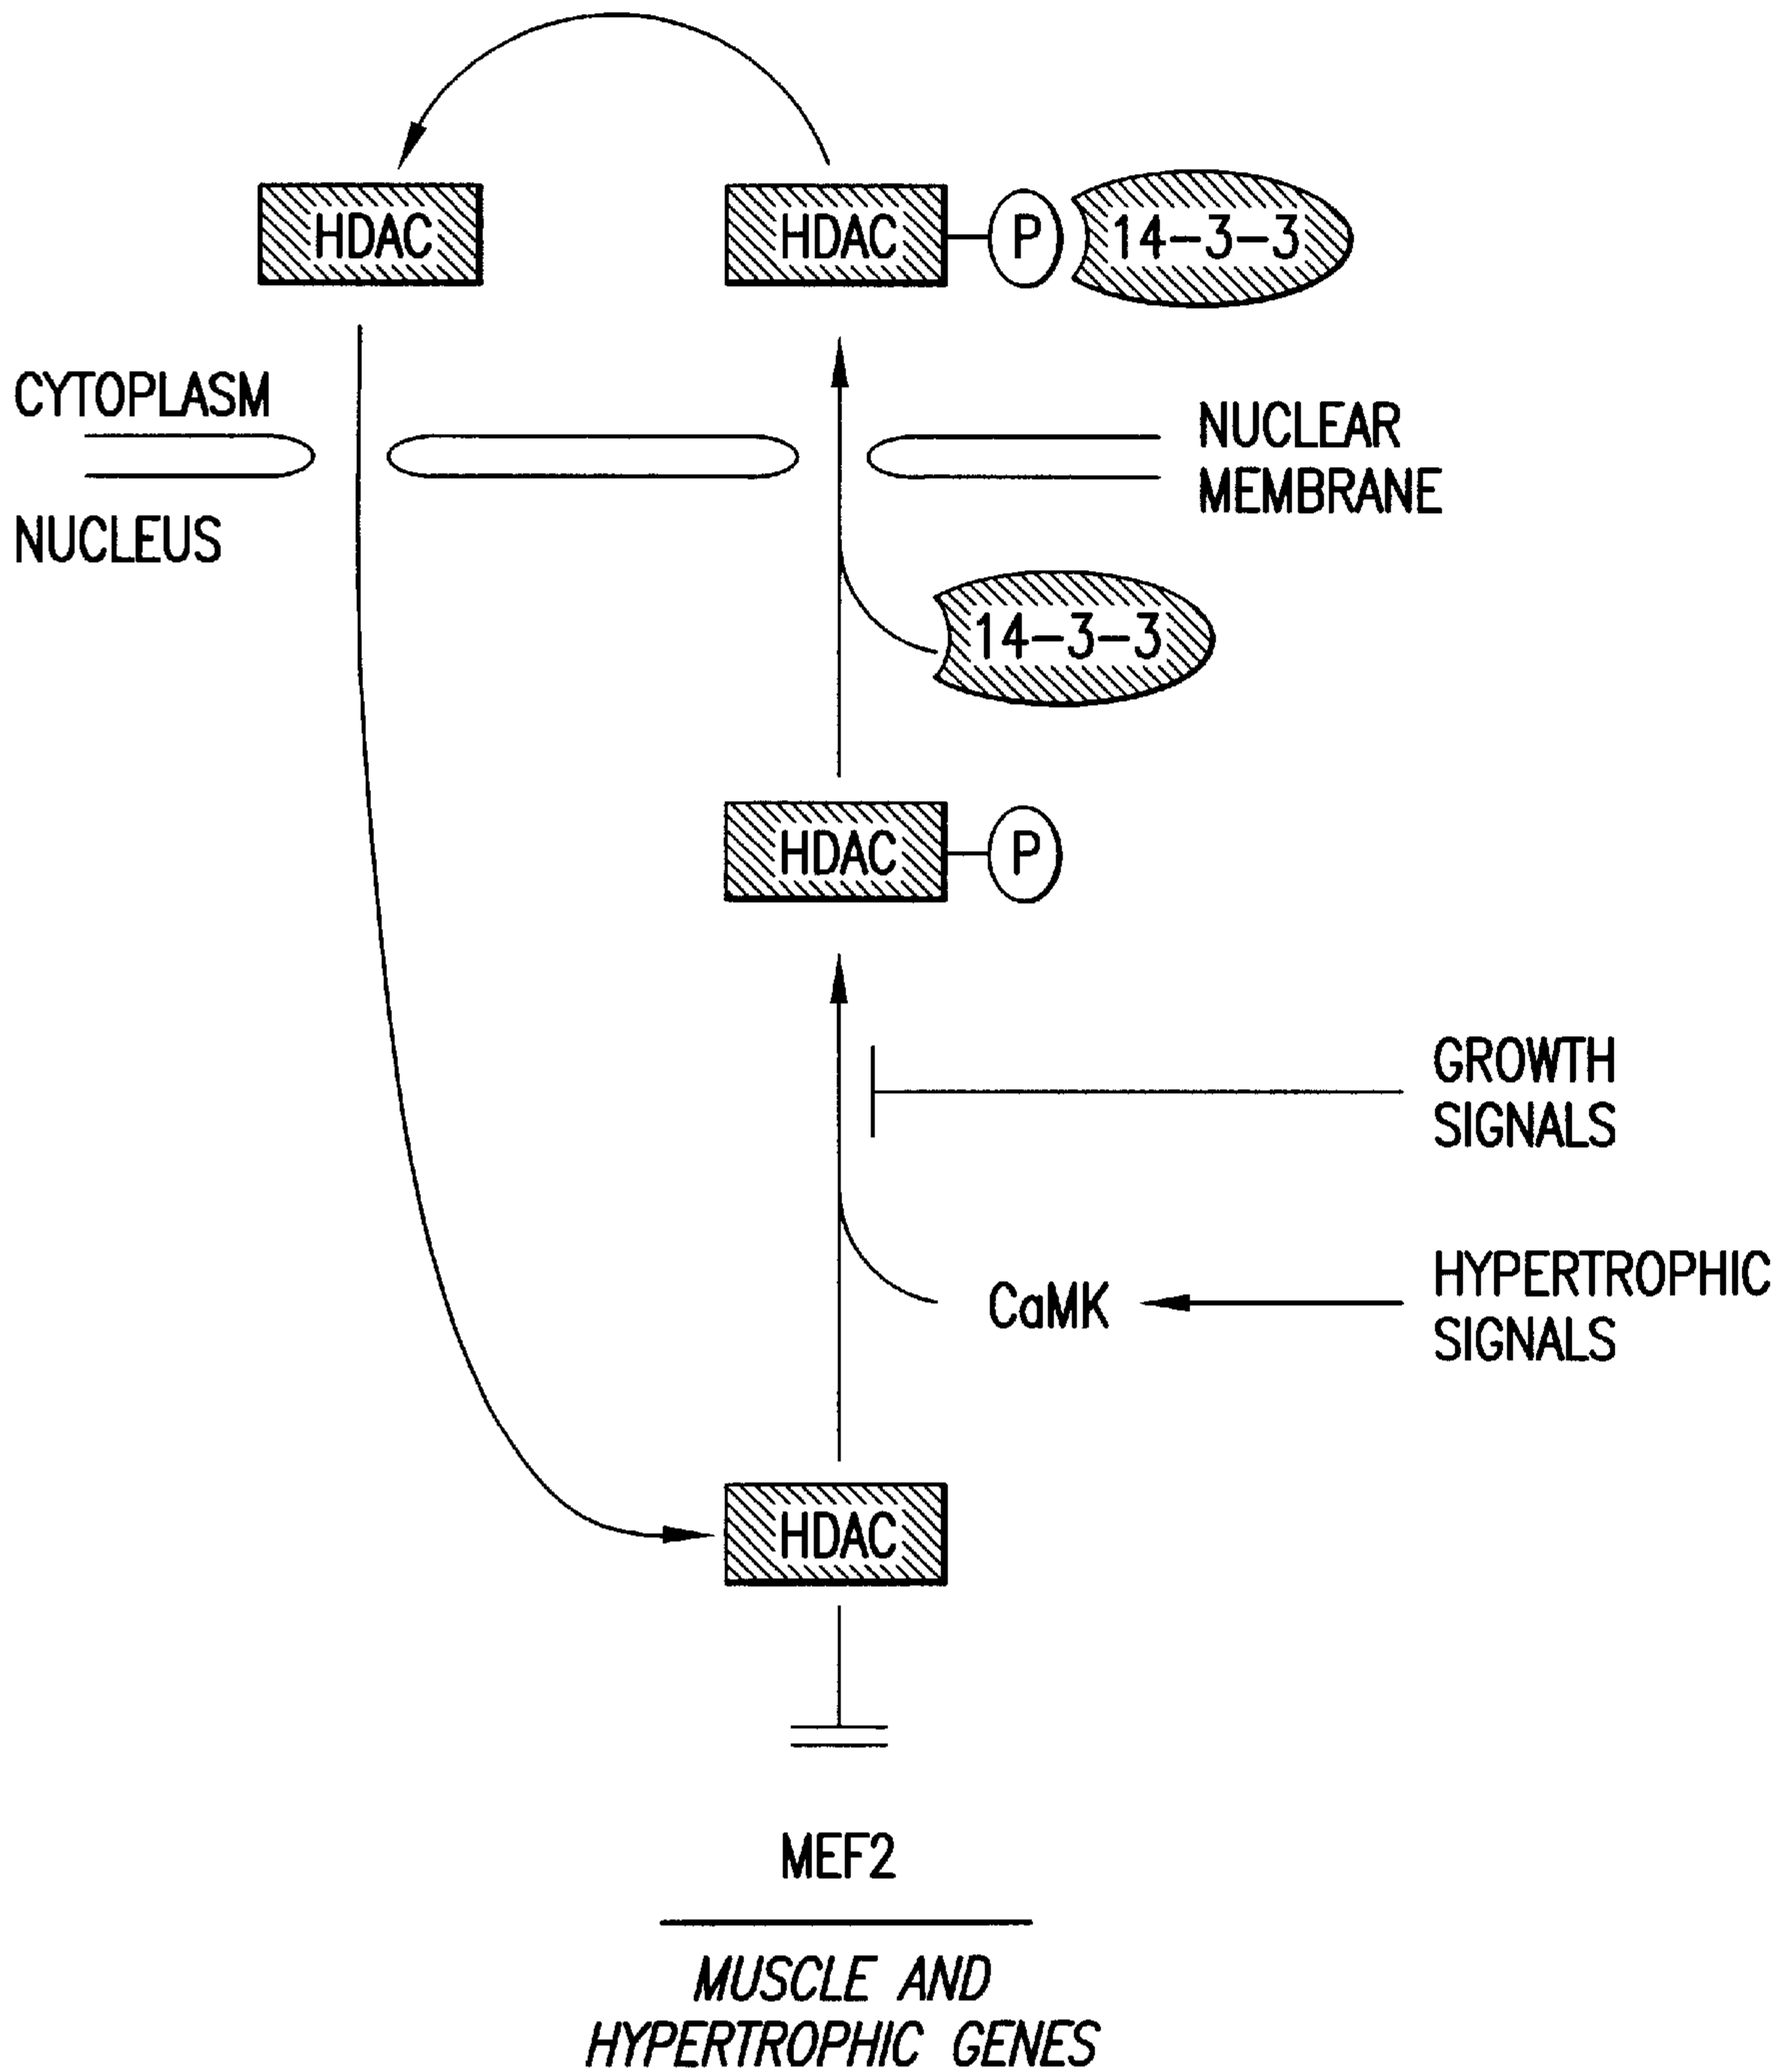 HDAC
HDAC P 14-3-3
CYTOPLASM
NUCLEAR
MEMBRANE
NUCLEUS
14-3-3
HDAC P
GROWTH
SIGNALS
CaMK
HYPERTROPHIC
SIGNALS
HDAC
MEF2
MUSCLE AND
HYPERTROPHIC GENES